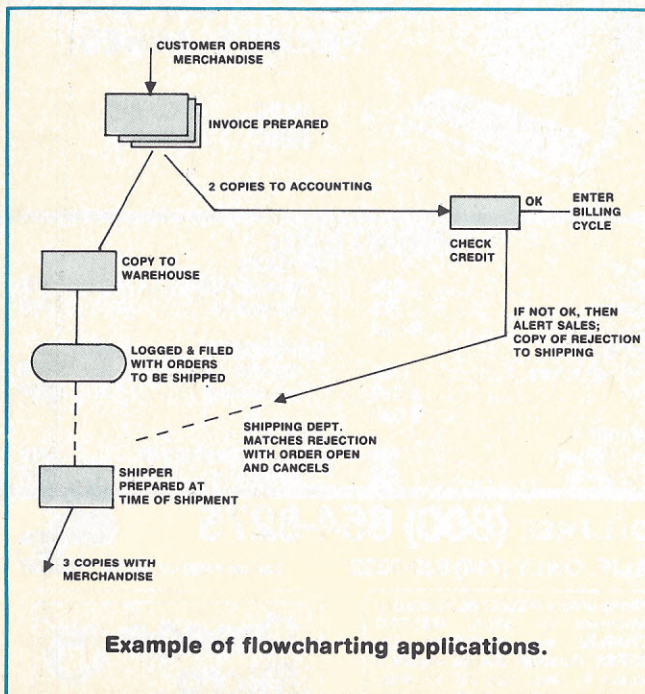 CUSTOMER ORDERS
MERCHANDISE
INVOICE PREPARED
2 COPIES TO ACCOUNTING
OK
ENTER
BILLING
CYCLE
CHECK
CREDIT
COPY TO
WAREHOUSE
IF NOT OK, THEN
ALERT SALES;
COPY OF REJECTION
TO SHIPPING
LOGGED & FILED
WITH ORDERS
TO BE SHIPPED
SHIPPING DEPT.
MATCHES REJECTION
WITH ORDER OPEN
AND CANCELS
SHIPPER
PREPARED AT
TIME OF SHIPMENT
3 COPIES WITH
MERCHANDISE
Example of flowcharting applications.